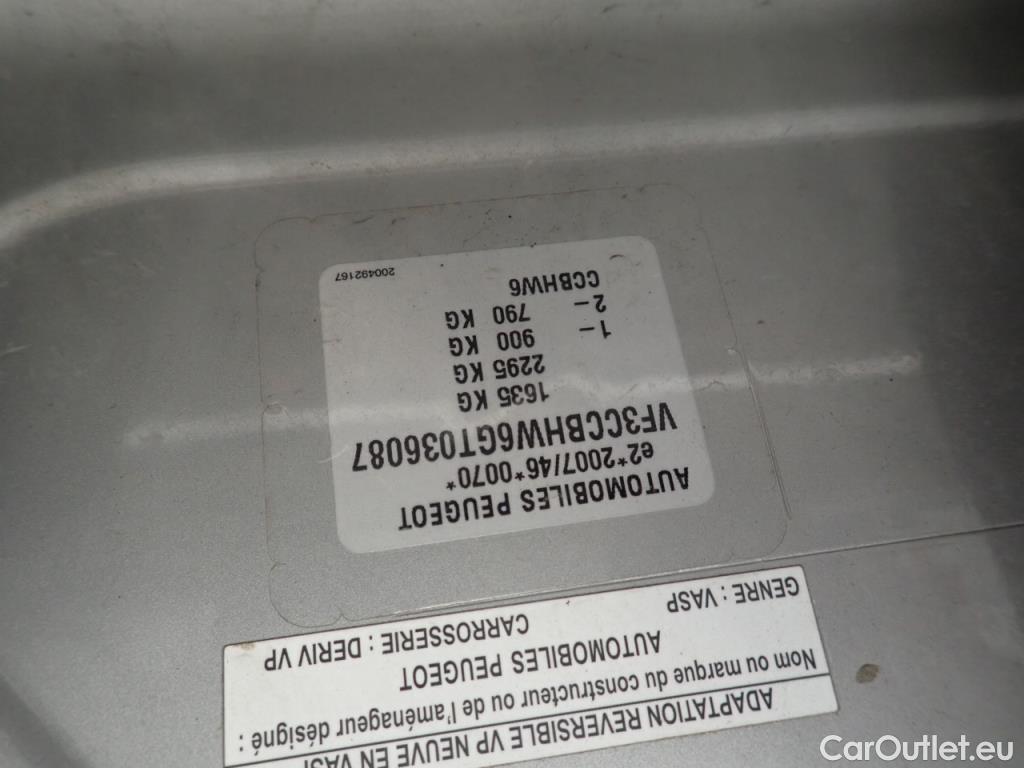 ADAPTATION REVERSIBLE VP NEUVE EN VASP
Nom ou marque du constructeur ou de l'aménageur désigné :
AUTOMOBILES PEUGEOT
GENRE : VASP CARROSSERIE : DERIV VP
AUTOMOBILES PEUGEOT
e2*2007/46*0070*
VF3CCBHW6GT036087
1635 KG
2295 KG
1– 900 KG
2– 790 KG
CCBHW6
200492167
CarOutlet.eu